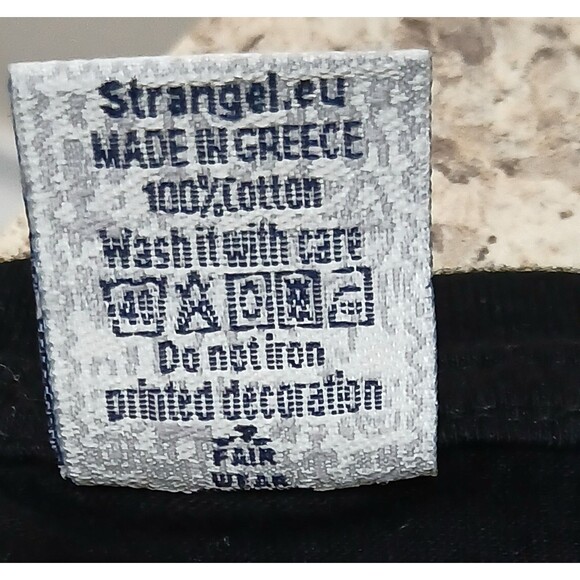 Strangel.eu
MADE IN GREECE
100%Cotton
Wash it with care
40
Do not iron
printed decoration
FAIR
WEAR